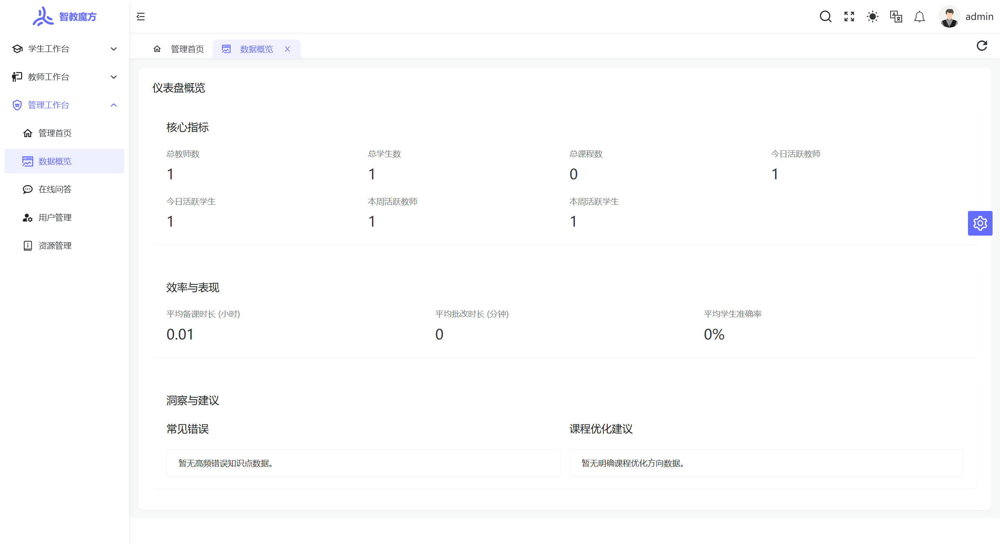 智教魔方
admin
学生工作台
教师工作台
管理工作台
管理首页
数据概览
在线问答
用户管理
资源管理
管理首页
数据概览
仪表盘概览
核心指标
总教师数 总学生数 总课程数 今日活跃教师
1 1 0 1
今日活跃学生 本周活跃教师 本周活跃学生
1 1 1
效率与表现
平均备课时长 (小时) 平均批改时长 (分钟) 平均学生准确率
0.01 0 0%
洞察与建议
常见错误 课程优化建议
暂无高频错误知识点数据。 暂无明确课程优化方向数据。